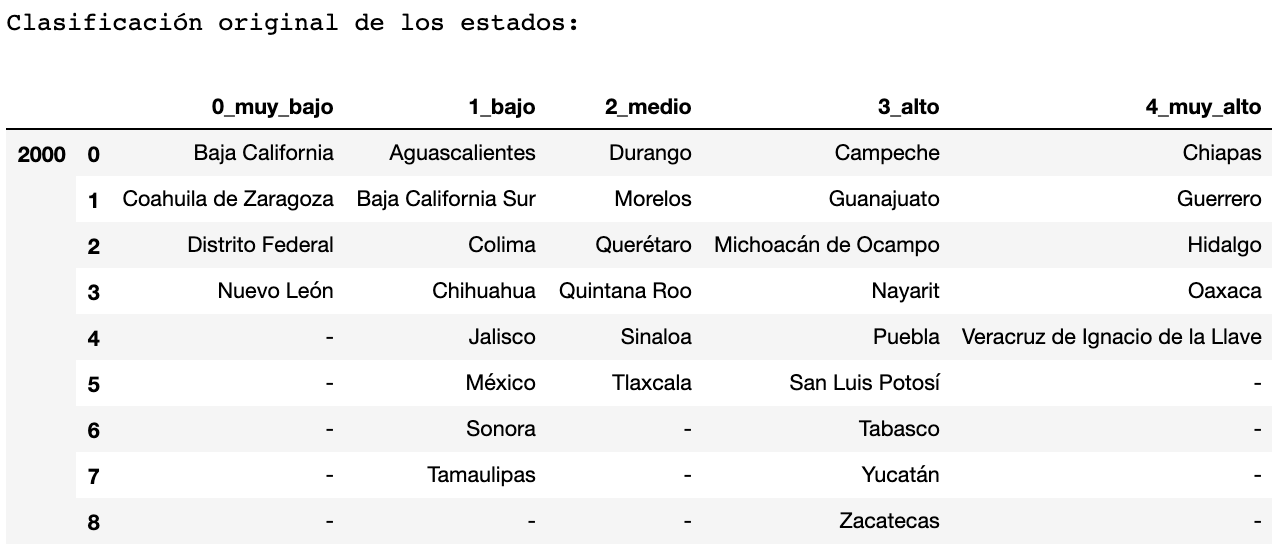 Clasificación original de los estados:
0_muy_bajo 1_bajo 2_medio 3_alto 4_muy_alto
2000 0 Baja California Aguascalientes Durango Campeche Chiapas
1 Coahuila de Zaragoza Baja California Sur Morelos Guanajuato Guerrero
2 Distrito Federal Colima Querétaro Michoacán de Ocampo Hidalgo
3 Nuevo León Chihuahua Quintana Roo Nayarit Oaxaca
4 - Jalisco Sinaloa Puebla Veracruz de Ignacio de la Llave
5 - México Tlaxcala San Luis Potosí -
6 - Sonora - Tabasco -
7 - Tamaulipas - Yucatán -
8 - - - Zacatecas -